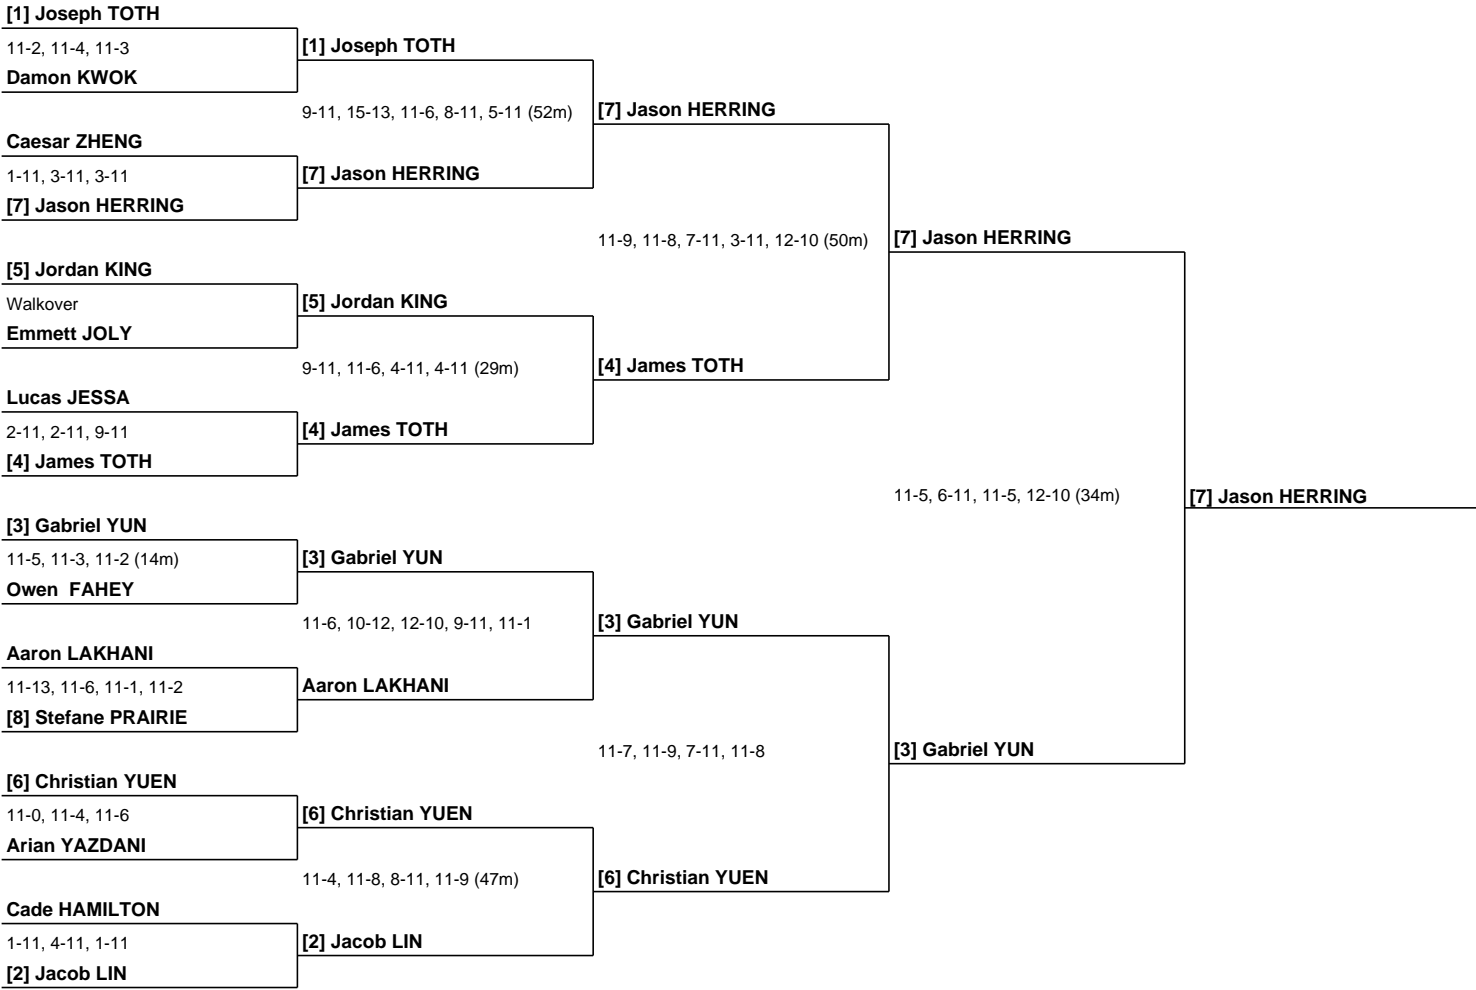 [1] Joseph TOTH
11-2, 11-4, 11-3
Damon KWOK
Caesar ZHENG
1-11, 3-11, 3-11
[7] Jason HERRING
[5] Jordan KING
Walkover
Emmett JOLY
Lucas JESSA
2-11, 2-11, 9-11
[4] James TOTH
[3] Gabriel YUN
11-5, 11-3, 11-2 (14m)
Owen  FAHEY
Aaron LAKHANI
11-13, 11-6, 11-1, 11-2
[8] Stefane PRAIRIE
[6] Christian YUEN
11-0, 11-4, 11-6
Arian YAZDANI
Cade HAMILTON
1-11, 4-11, 1-11
[2] Jacob LIN
[1] Joseph TOTH
9-11, 15-13, 11-6, 8-11, 5-11 (52m)
[7] Jason HERRING
[5] Jordan KING
9-11, 11-6, 4-11, 4-11 (29m)
[4] James TOTH
[3] Gabriel YUN
11-6, 10-12, 12-10, 9-11, 11-1
Aaron LAKHANI
[6] Christian YUEN
11-4, 11-8, 8-11, 11-9 (47m)
[2] Jacob LIN
[7] Jason HERRING
11-9, 11-8, 7-11, 3-11, 12-10 (50m)
[4] James TOTH
[3] Gabriel YUN
11-7, 11-9, 7-11, 11-8
[6] Christian YUEN
[7] Jason HERRING
11-5, 6-11, 11-5, 12-10 (34m)
[3] Gabriel YUN
[7] Jason HERRING